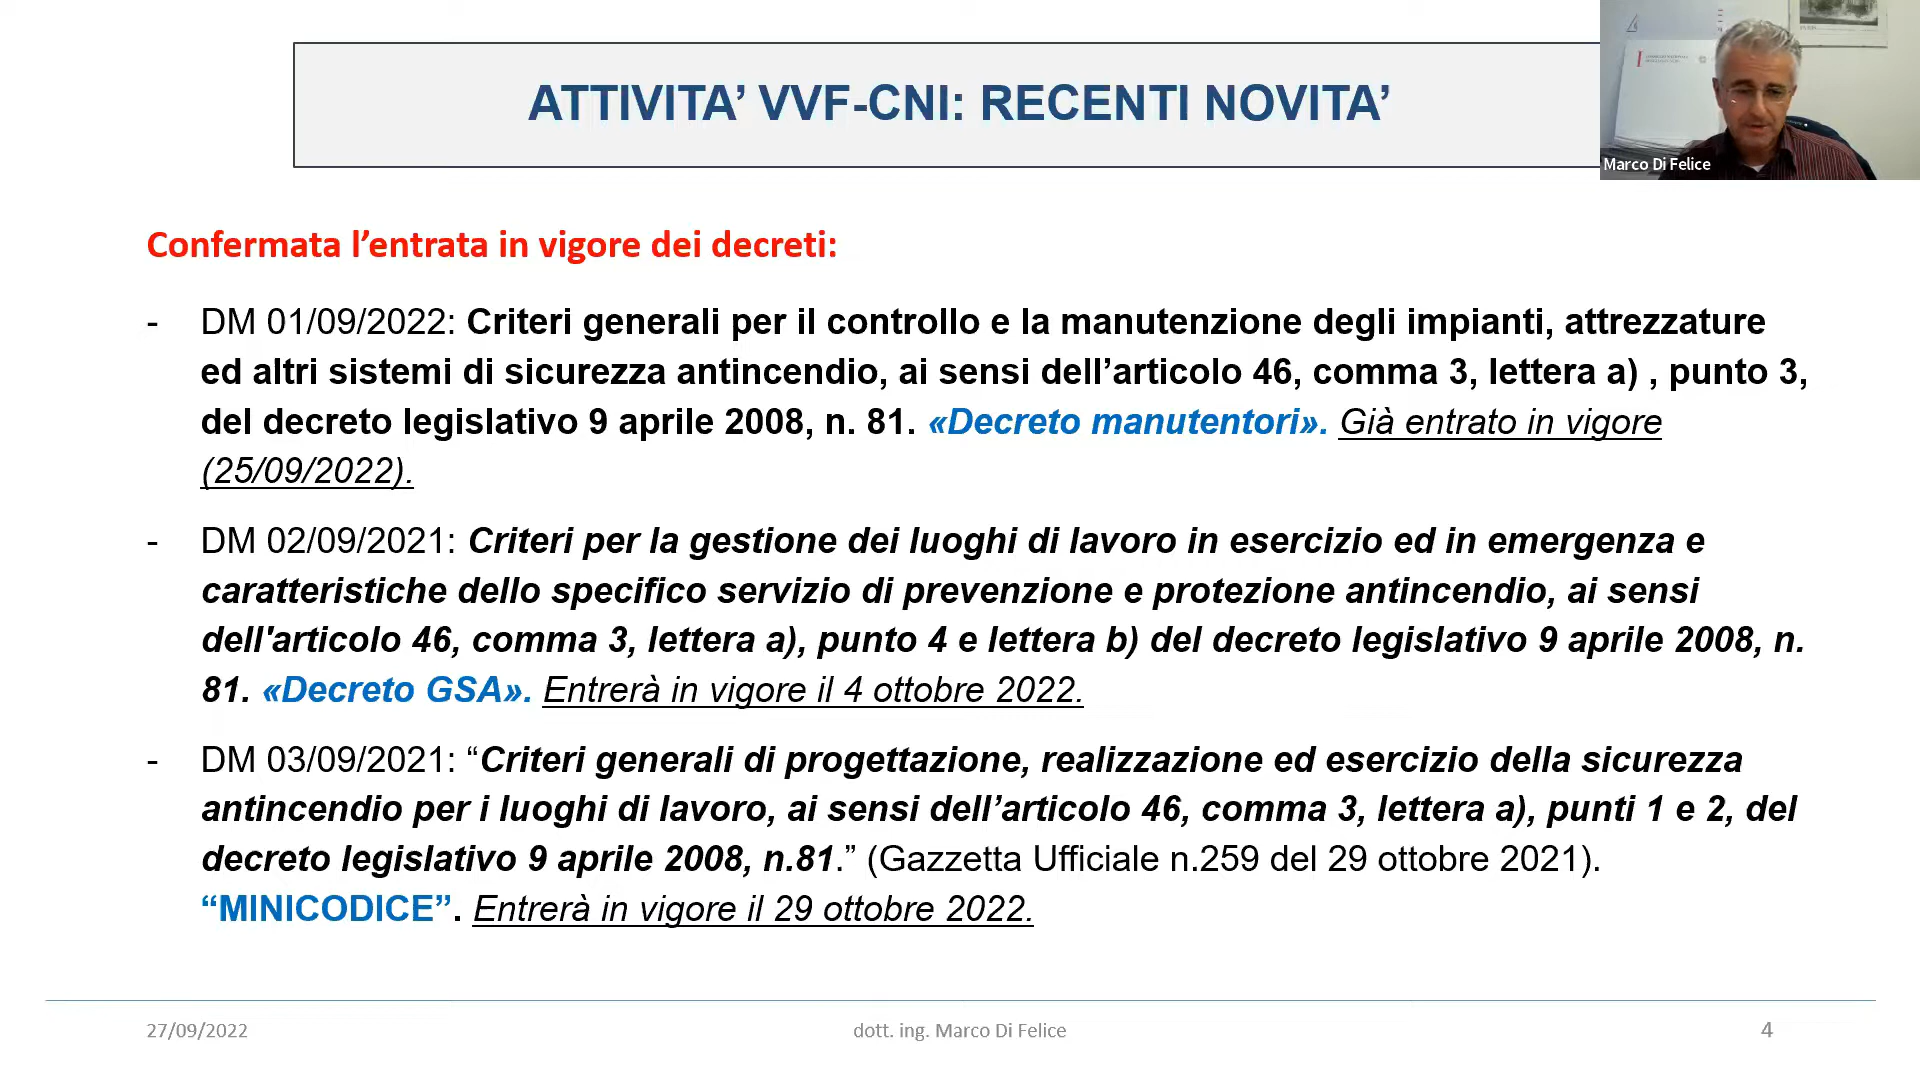 ATTIVITA’ VVF-CNI: RECENTI NOVITA’
Marco Di Felice
Confermata l’entrata in vigore dei decreti:
- DM 01/09/2022: Criteri generali per il controllo e la manutenzione degli impianti, attrezzature
ed altri sistemi di sicurezza antincendio, ai sensi dell’articolo 46, comma 3, lettera a) , punto 3,
del decreto legislativo 9 aprile 2008, n. 81. «Decreto manutentori». Già entrato in vigore
(25/09/2022).
- DM 02/09/2021: Criteri per la gestione dei luoghi di lavoro in esercizio ed in emergenza e
caratteristiche dello specifico servizio di prevenzione e protezione antincendio, ai sensi
dell'articolo 46, comma 3, lettera a), punto 4 e lettera b) del decreto legislativo 9 aprile 2008, n.
81. «Decreto GSA». Entrerà in vigore il 4 ottobre 2022.
- DM 03/09/2021: “Criteri generali di progettazione, realizzazione ed esercizio della sicurezza
antincendio per i luoghi di lavoro, ai sensi dell’articolo 46, comma 3, lettera a), punti 1 e 2, del
decreto legislativo 9 aprile 2008, n.81.” (Gazzetta Ufficiale n.259 del 29 ottobre 2021).
“MINICODICE”. Entrerà in vigore il 29 ottobre 2022.
27/09/2022
dott. ing. Marco Di Felice
4